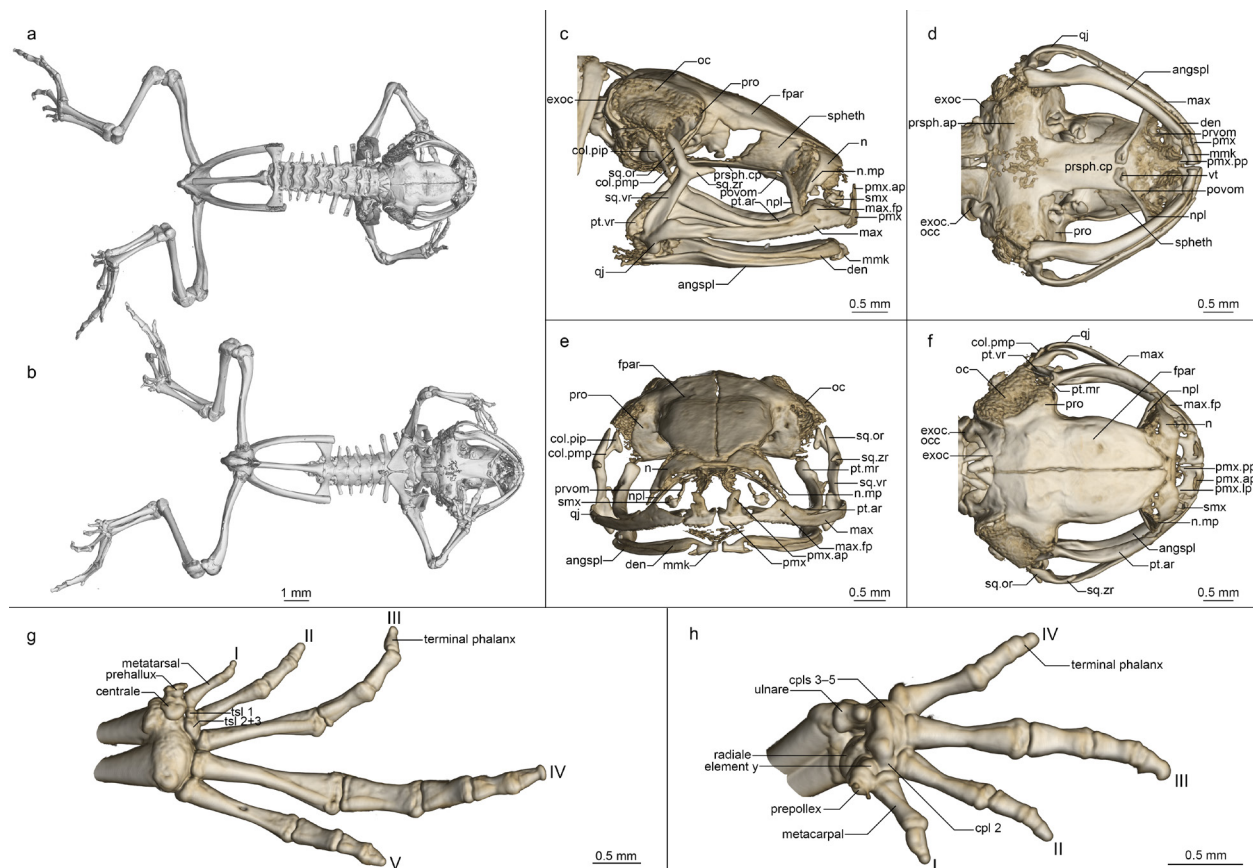 a
b
1 mm
c
oc
pro
fpar
exoc
spheth
n
col.pip
sq.or
prsph.cp
n.mp
col.pmp
sq.zr
povom
pmx.ap
sq.vr
pt.ar
npl
smx
max.fp
pt.vr
pmx
max
qj
mmk
den
angspl
0.5 mm
d
qj
angspl
exoc
max
prsph.ap
den
prvom
pmx
mmk
pmx.pp
prsph.cp
vt
povom
exoc.
occ
npl
pro
spheth
0.5 mm
e
fpar
pro
oc
col.pip
sq.or
col.pmp
sq.zr
n
pt.mr
sq.vr
prvom
npl
n.mp
smx
pt.ar
qj
max
angspl
max.fp
den
mmk
pmx.ap
pmx
0.5 mm
f
qj
col.pmp
max
pt.vr
fpar
oc
pt.mr
npl
pro
max.fp
n
exoc.
occ
exoc
pmx.pp
pmx.ap
pmx.lp
smx
n.mp
angspl
pt.ar
sq.or
sq.zr
0.5 mm
g
III
II
terminal phalanx
I
metatarsal
prehallux
centrale
tsl 1
tsl 2+3
IV
V
0.5 mm
h
IV
cpls 3–5
terminal phalanx
ulnare
radiale
element y
III
prepollex
metacarpal
cpl 2
II
I
0.5 mm